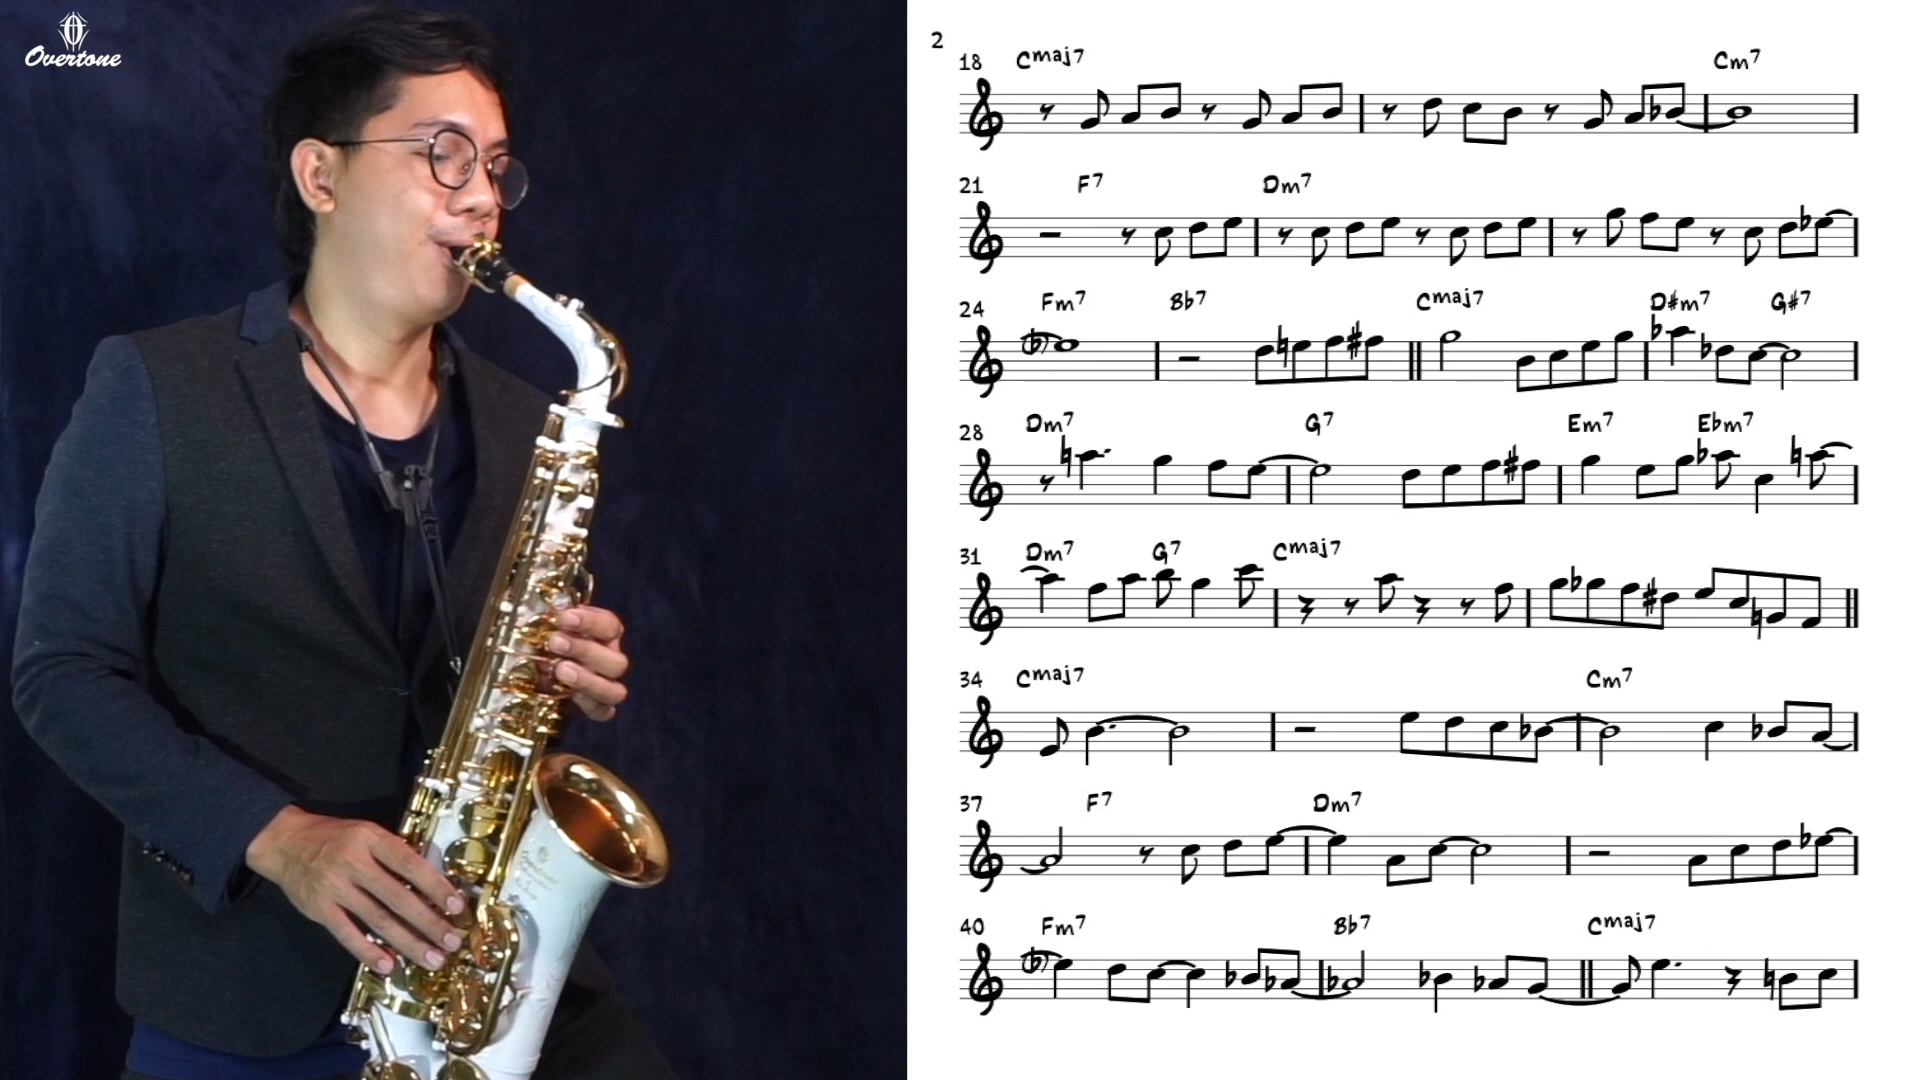 Overtone
2
18 Cmaj7 Cm7
21 F7 Dm7
24 Fm7 Bb7 Cmaj7 D#m7 G#7
28 Dm7 G7 Em7 Ebm7
31 Dm7 G7 Cmaj7
34 Cmaj7 Cm7
37 F7 Dm7
40 Fm7 Bb7 Cmaj7